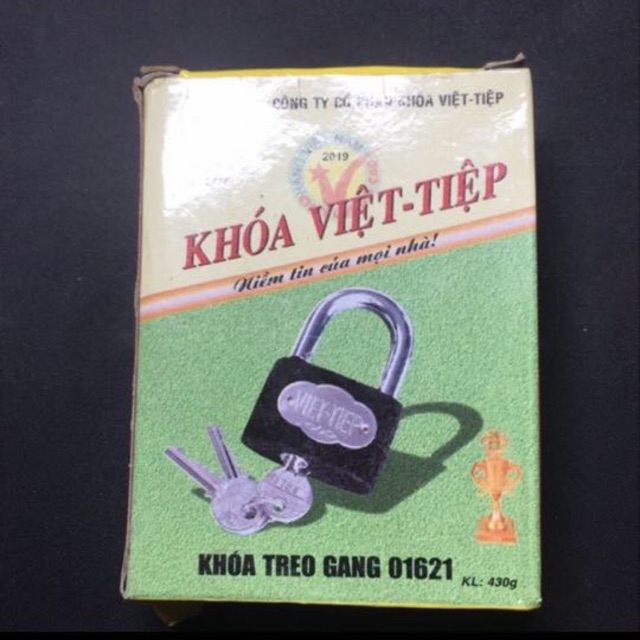 CÔNG TY CỔ PHẦN KHÓA VIỆT-TIỆP
2019
KHÓA VIỆT-TIỆP
Niềm tin của mọi nhà!
VIỆT-TIỆP
KHÓA TREO GANG 01621
KL: 430g